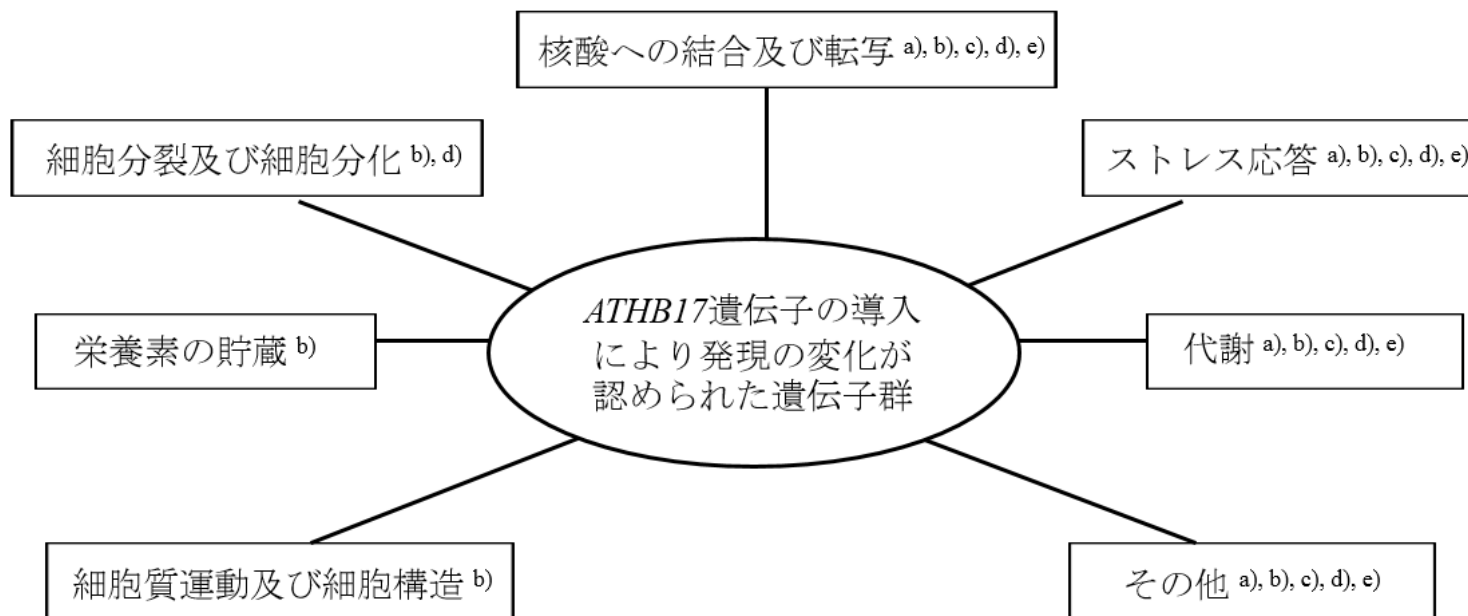 核酸への結合及び転写 a), b), c), d), e)
細胞分裂及び細胞分化 b), d)
ストレス応答 a), b), c), d), e)
ATHB17遺伝子の導入
により発現の変化が
認められた遺伝子群
栄養素の貯蔵 b)
代謝 a), b), c), d), e)
細胞質運動及び細胞構造 b)
その他 a), b), c), d), e)